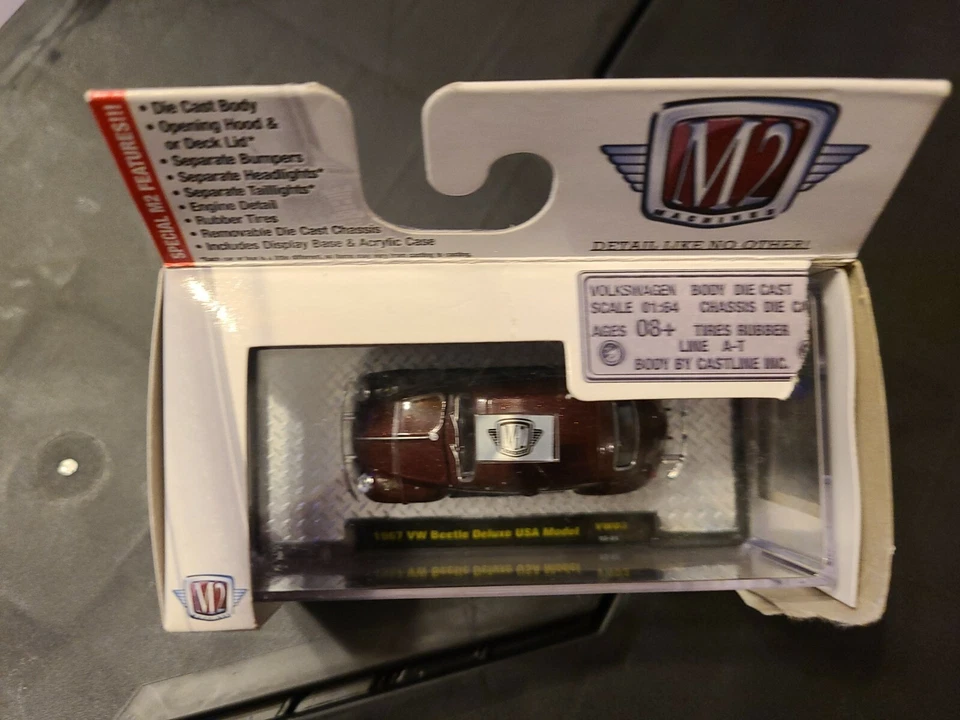 SPECIAL M2 FEATURES!!!
• Die Cast Body
• Opening Hood &
or Deck Lid*
• Separate Bumpers
• Separate Headlights*
• Separate Taillights*
• Engine Detail
• Rubber Tires
• Removable Die Cast Chassis
• Includes Display Base & Acrylic Case
M2
MACHINES
DETAIL LIKE NO OTHER!
VOLKSWAGEN BODY DIE CAST
SCALE 01:64 CHASSIS DIE CA
AGES 08+ TIRES RUBBER
LINE A-T
BODY BY CASTLINE INC.
1967 VW Beetle Deluxe USA Model
M2